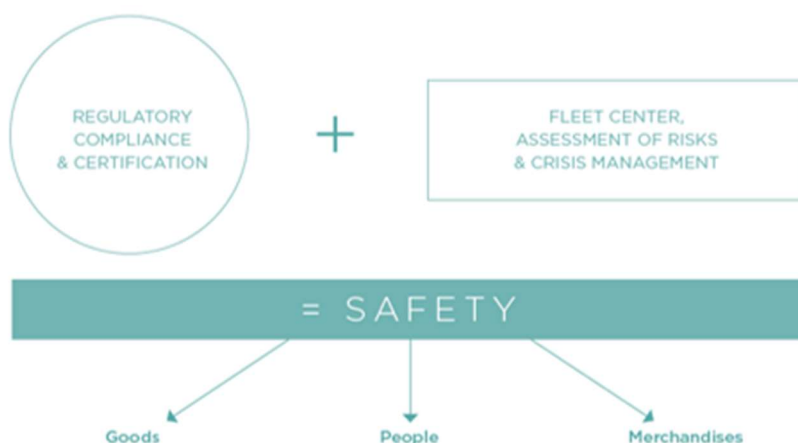 REGULATORY
COMPLIANCE
& CERTIFICATION
+
FLEET CENTER,
ASSESSMENT OF RISKS
& CRISIS MANAGEMENT
= SAFETY
Goods
People
Merchandises